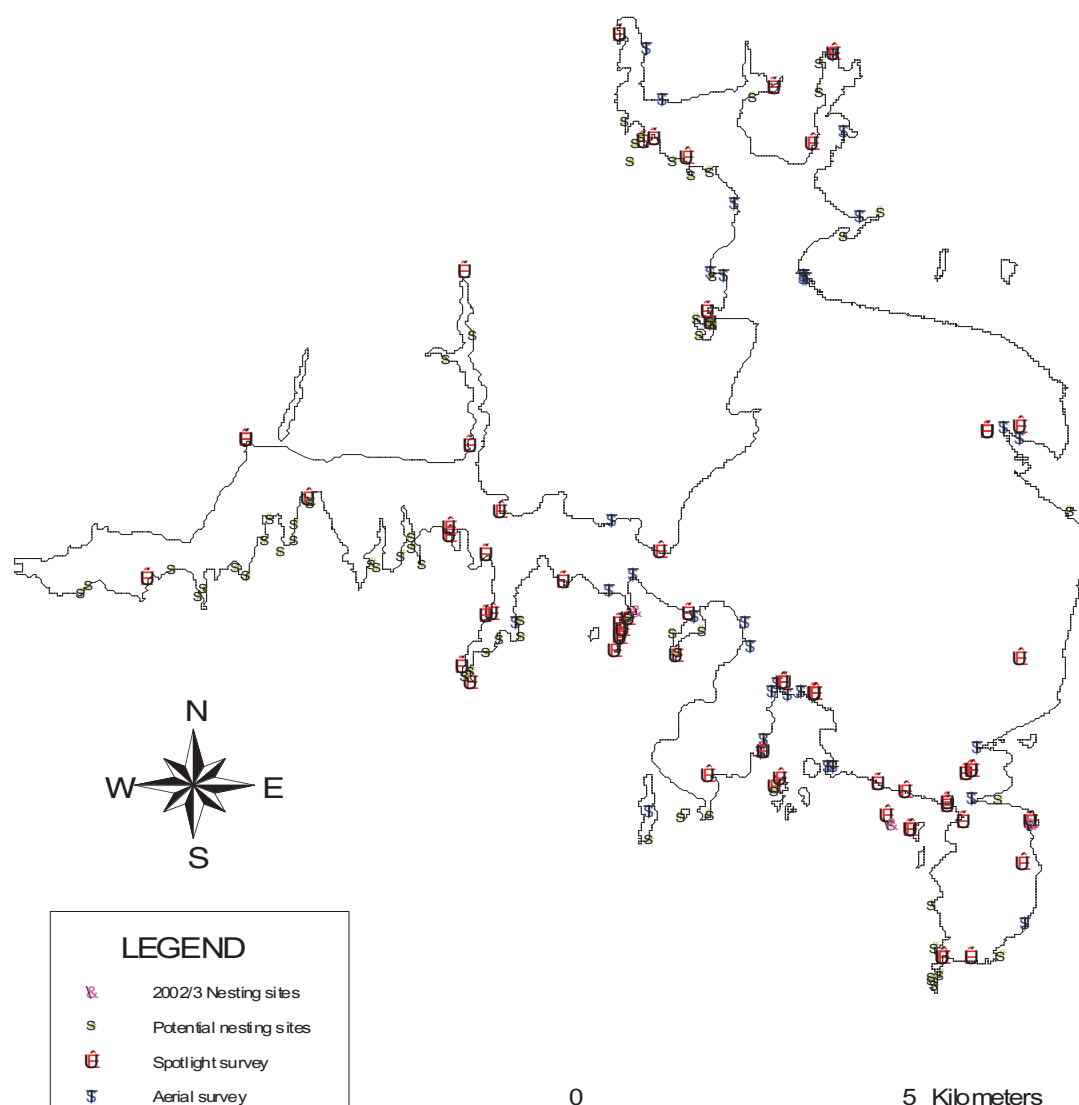 N
W E
S
LEGEND
2002/3 Nesting sites
Potential nesting sites
Spotlight survey
Aerial survey
0 5 Kilometers